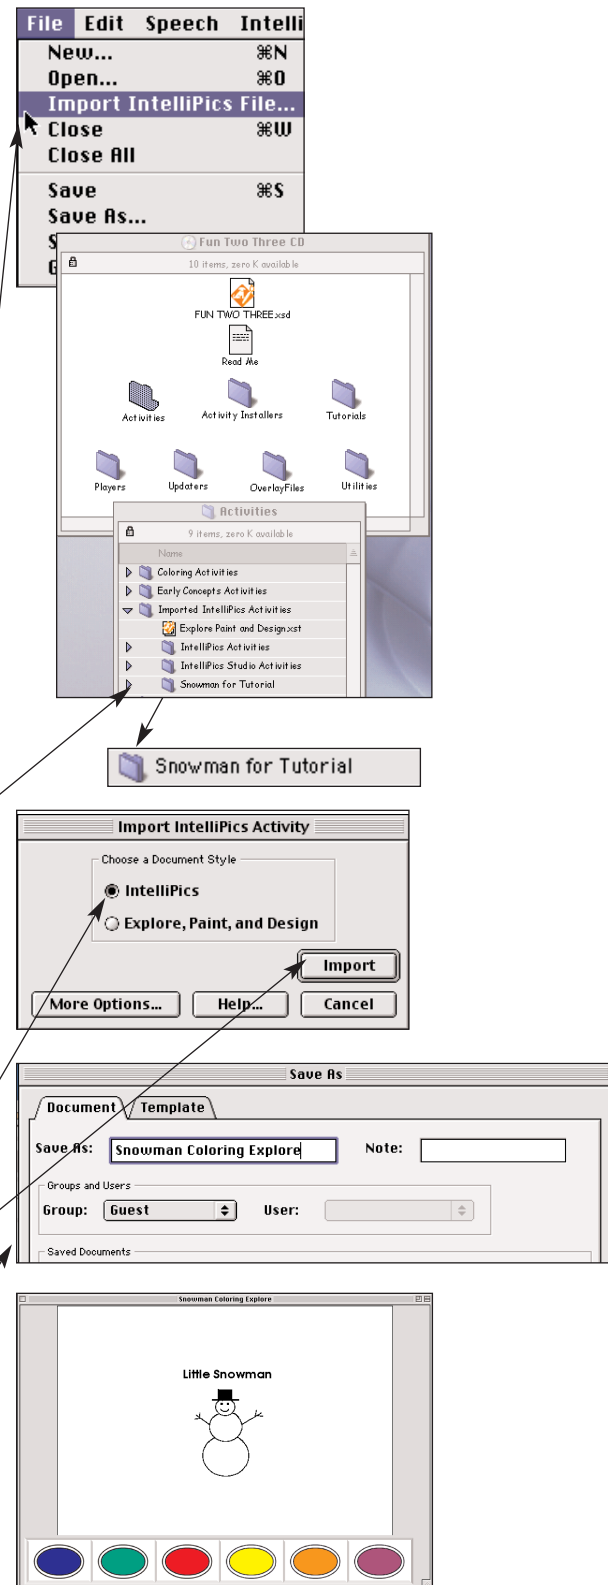 File Edit Speech Intelli
New... ⌘N
Open... ⌘O
Import IntelliPics File...
Close ⌘W
Close All
Save ⌘S
Save As...
S
Fun Two Three CD
10 items, zero K available
FUN TWO THREE.xsd
Read Me
Activities Activity Installers Tutorials
Players Updaters OverlayFiles Utilities
Activities
9 items, zero K available
Name
Coloring Activities
Early Concepts Activities
Imported IntelliPics Activities
Explore Paint and Design.xst
IntelliPics Activities
IntelliPics Studio Activities
Snowman for Tutorial
Snowman for Tutorial
Import IntelliPics Activity
Choose a Document Style
IntelliPics
Explore, Paint, and Design
Import
More Options... Help... Cancel
Save As
Document Template
Save As: Snowman Coloring Explore Note:
Groups and Users
Group: Guest User:
Saved Documents
Snowman Coloring Explore
Little Snowman